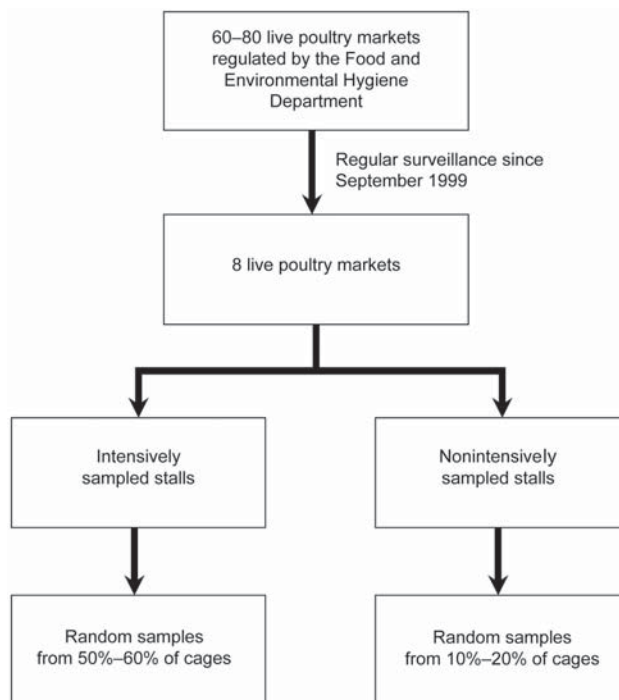 60–80 live poultry markets
regulated by the Food and
Environmental Hygiene
Department
Regular surveillance since
September 1999
8 live poultry markets
Intensively
sampled stalls
Nonintensively
sampled stalls
Random samples
from 50%–60% of cages
Random samples
from 10%–20% of cages